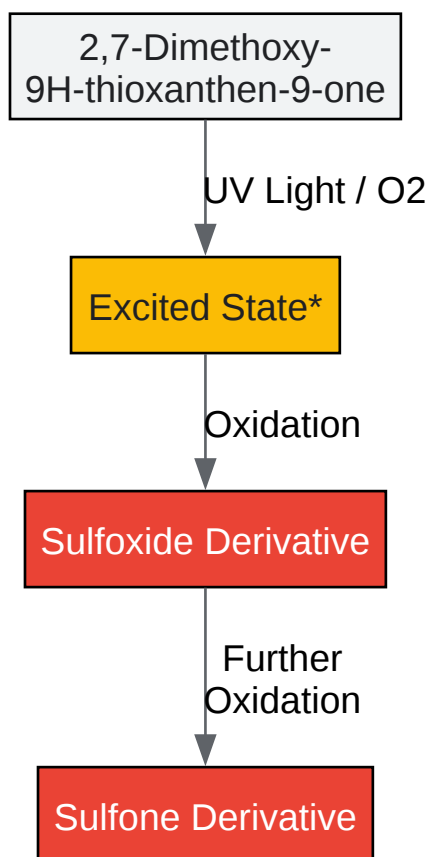 2,7-Dimethoxy-
9H-thioxanthen-9-one
UV Light / O2
Excited State*
Oxidation
Sulfoxide Derivative
Further
Oxidation
Sulfone Derivative